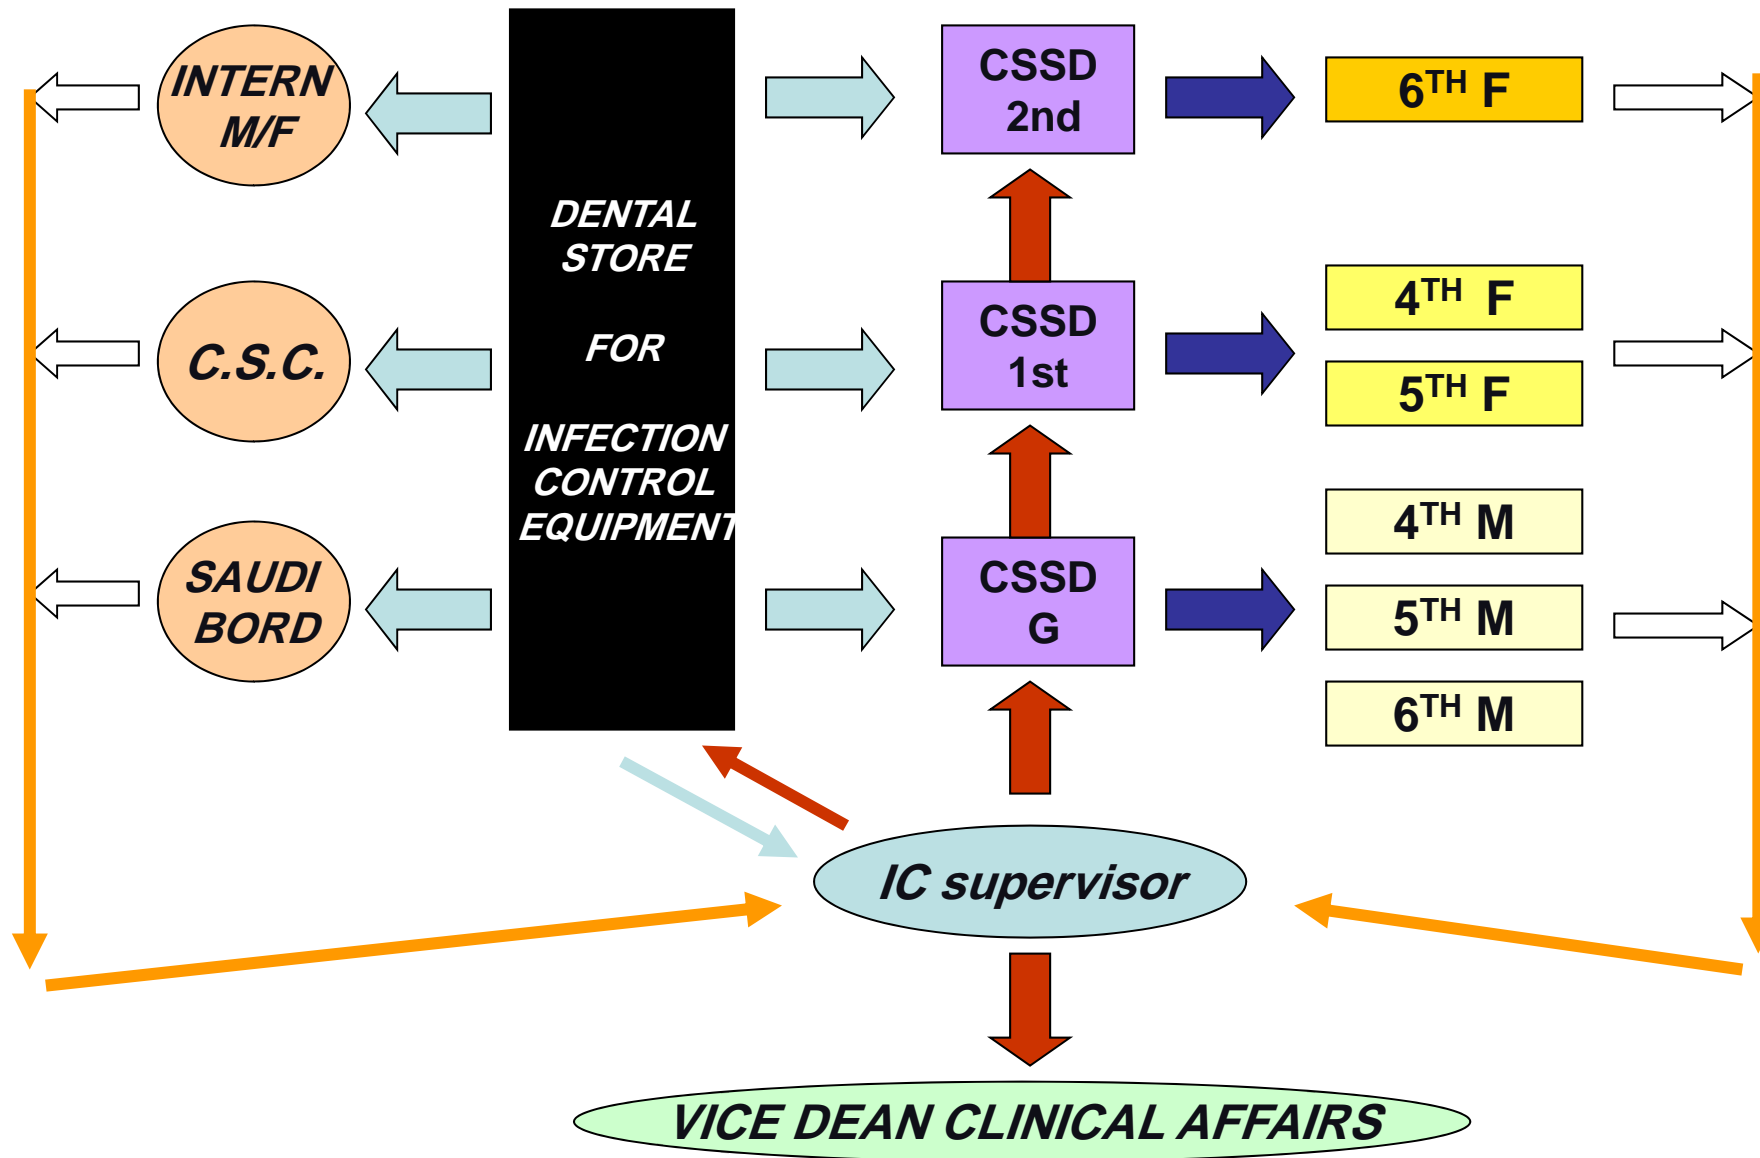 INTERN
M/F
C.S.C.
SAUDI
BORD
DENTAL
STORE
FOR
INFECTION
CONTROL
EQUIPMENT
CSSD
2nd
CSSD
1st
CSSD
G
6TH F
4TH F
5TH F
4TH M
5TH M
6TH M
IC supervisor
VICE DEAN CLINICAL AFFAIRS